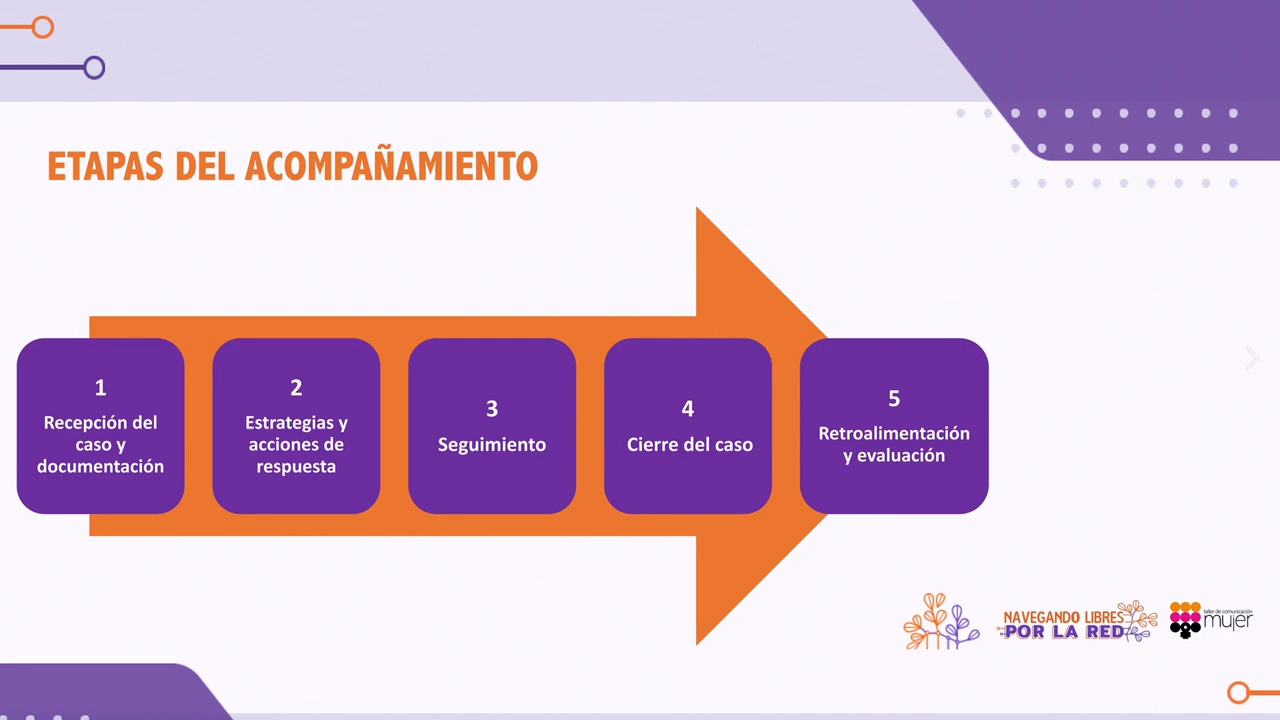 ETAPAS DEL ACOMPAÑAMIENTO
1
Recepción del
caso y
documentación
2
Estrategias y
acciones de
respuesta
3
Seguimiento
4
Cierre del caso
5
Retroalimentación
y evaluación
NAVEGANDO LIBRES
POR LA RED
taller de comunicación
mujer